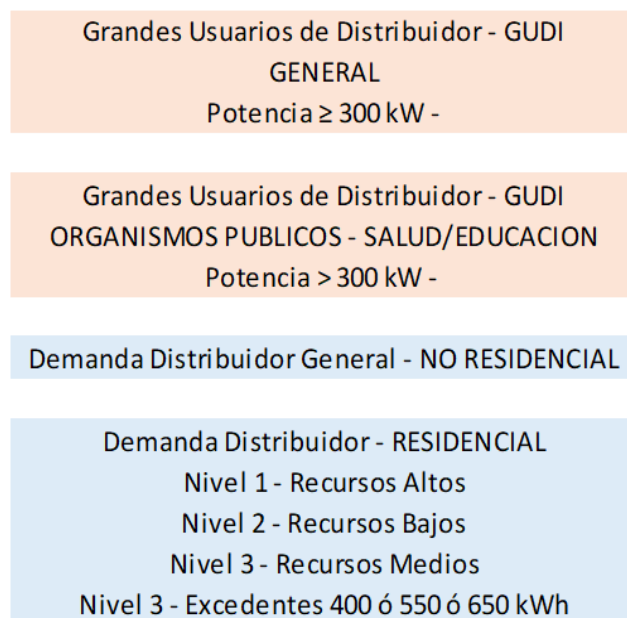 Grandes Usuarios de Distribuidor - GUDI
GENERAL
Potencia ≥ 300 kW -
Grandes Usuarios de Distribuidor - GUDI
ORGANISMOS PUBLICOS - SALUD/EDUCACION
Potencia > 300 kW -
Demanda Distribuidor General - NO RESIDENCIAL
Demanda Distribuidor - RESIDENCIAL
Nivel 1 - Recursos Altos
Nivel 2 - Recursos Bajos
Nivel 3 - Recursos Medios
Nivel 3 - Excedentes 400 ó 550 ó 650 kWh